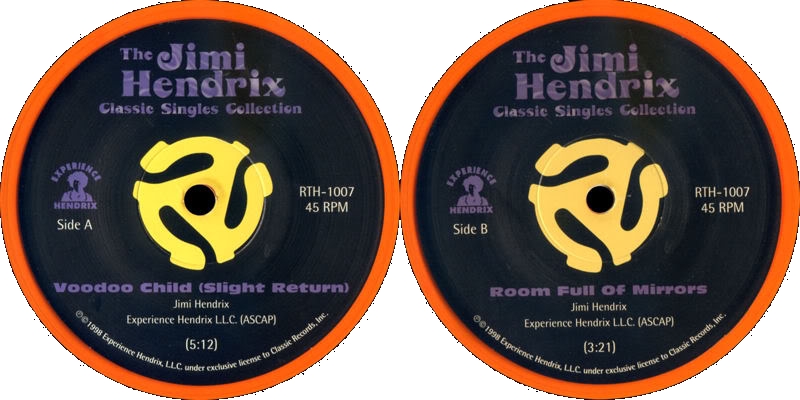 The Jimi
Hendrix
Classic Singles Collection
EXPERIENCE
HENDRIX
RTH-1007
45 RPM
Side A
Voodoo Child (Slight Return)
Jimi Hendrix
Experience Hendrix L.L.C. (ASCAP)
(5:12)
℗©1998 Experience Hendrix, L.L.C. under exclusive license to Classic Records, Inc.
The Jimi
Hendrix
Classic Singles Collection
EXPERIENCE
HENDRIX
RTH-1007
45 RPM
Side B
Room Full Of Mirrors
Jimi Hendrix
Experience Hendrix L.L.C. (ASCAP)
(3:21)
℗©1998 Experience Hendrix, L.L.C. under exclusive license to Classic Records, Inc.